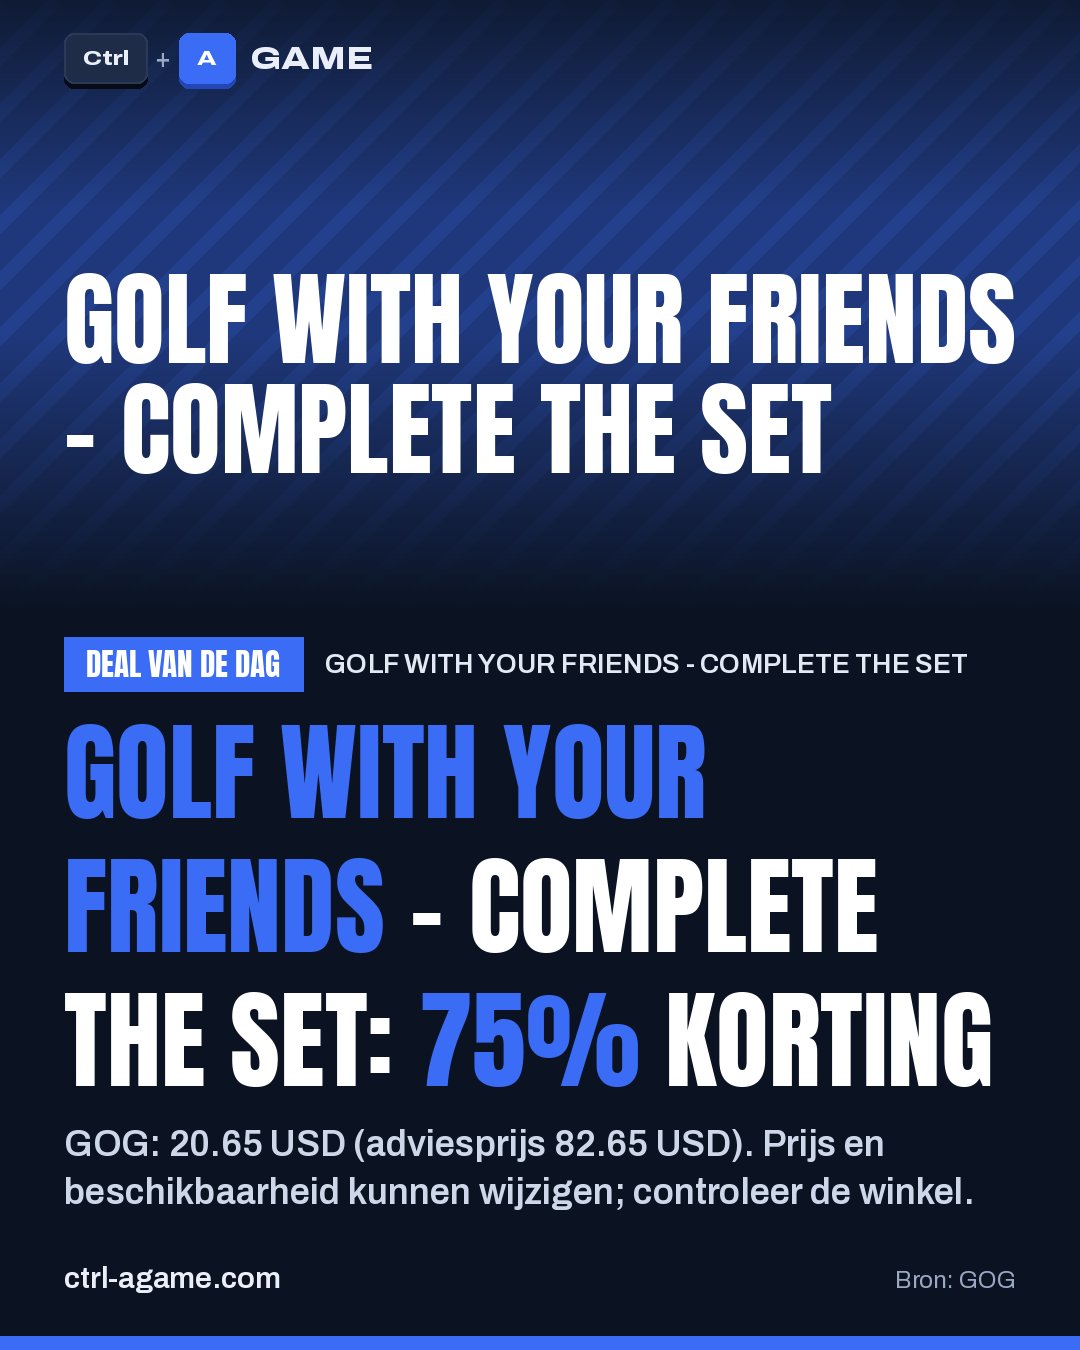 Ctrl + A GAME
GOLF WITH YOUR FRIENDS
- COMPLETE THE SET
DEAL VAN DE DAG GOLF WITH YOUR FRIENDS - COMPLETE THE SET
GOLF WITH YOUR
FRIENDS - COMPLETE
THE SET: 75% KORTING
GOG: 20.65 USD (adviesprijs 82.65 USD). Prijs en
beschikbaarheid kunnen wijzigen; controleer de winkel.
ctrl-agame.com Bron: GOG